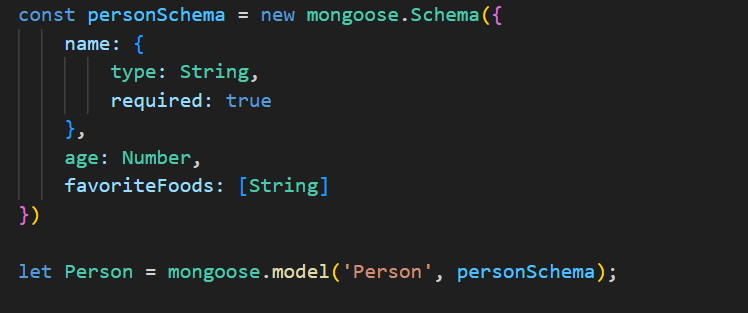 const personSchema = new mongoose.Schema({
    name: {
        type: String,
        required: true
    },
    age: Number,
    favoriteFoods: [String]
})

let Person = mongoose.model('Person', personSchema);